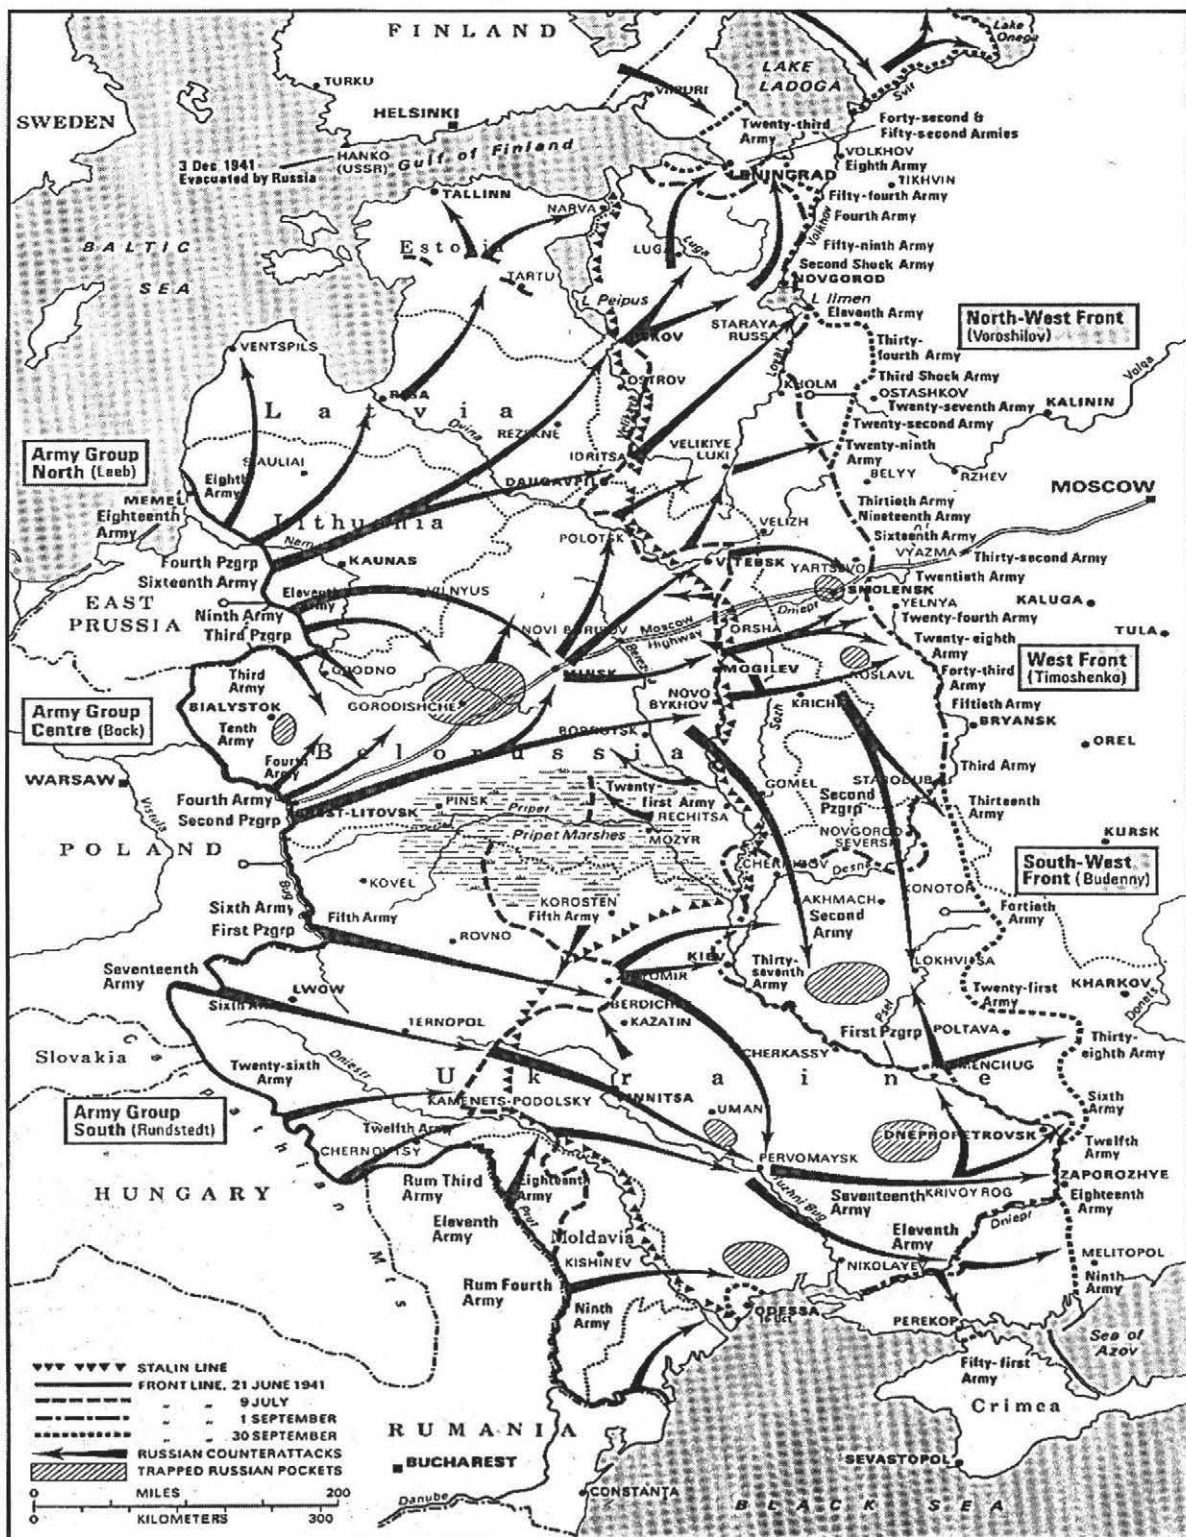 FINLAND
Lake Onega
LAKE LADOGA
TURKU
VIIPURI
Svir
SWEDEN
HELSINKI
Twenty-third Army
Forty-second & Fifty-second Armies
3 Dec 1941
Evacuated by Russia
HANKO (USSR)
Gulf of Finland
VOLKHOV
Eighth Army
LENINGRAD
TIKHVIN
TALLINN
NARVA
Fifty-fourth Army
Volkhov
Fourth Army
BALTIC SEA
Estonia
LUGA
Luga
Fifty-ninth Army
TARTU
Second Shock Army
NOVGOROD
L Peipus
L Ilmen
Eleventh Army
North-West Front (Voroshilov)
STARAYA RUSSA
Thirty-fourth Army
VENTSPILS
OSTROV
Lovat
Third Shock Army
Volga
KHOLM
OSTASHKOV
Latvia
Twenty-seventh Army
KALININ
Dvina
Twenty-second Army
Army Group North (Leeb)
VELIKIYE LUKI
Twenty-ninth Army
IDRITSA
BELYY
RZHEV
Eighth Army
MEMEL
DAUGAVPILS
MOSCOW
Eighteenth Army
Lithuania
Thirtieth Army
Nineteenth Army
VELIZH
Sixteenth Army
POLOTSK
VYAZMA
Fourth Pzgrp
KAUNAS
Thirty-second Army
Sixteenth Army
VITEBSK
YARTSEVO
Twentieth Army
EAST PRUSSIA
Eleventh Army
VILNYUS
SMOLENSK
Ninth Army
Dniepr
YELNYA
KALUGA
Third Pzgrp
NOVI BORISOV
Moscow Highway
ORSHA
Twenty-fourth Army
Twenty-eighth Army
TULA
GRODNO
MINSK
MOGILEV
Third Army
ROSLAVL
Forty-third Army
West Front (Timoshenko)
BIALYSTOK
GORODISHCHE
NOVO BYKHOV
Sozh
Fiftieth Army
Army Group Centre (Bock)
Tenth Army
BRYANSK
BOBRUYSK
OREL
Belorussia
Fourth Army
STARODUB
Third Army
WARSAW
GOMEL
Fourth Army
Second Pzgrp
BREST-LITOVSK
PINSK
Twenty-first Army
RECHITSA
Second Pzgrp
Thirteenth Army
Vistula
Pripet
Pripet Marshes
MOZYR
NOVGOROD SEVERSK
KURSK
POLAND
Desna
South-West Front (Budenny)
Bug
KOVEL
KONOTOP
Sixth Army
First Pzgrp
Fifth Army
KOROSTEN
Fifth Army
Second Army
Fortieth Army
ROVNO
KIEV
LOKHVITSA
Seventeenth Army
Thirty-seventh Army
LWOW
Sixth Army
BERDICHEV
Twenty-first Army
KHARKOV
TERNOPOL
KAZATIN
Psel
Donets
First Pzgrp
POLTAVA
Slovakia
Carpathian Mts
Dniestr
CHERKASSY
Thirty-eighth Army
Twenty-sixth Army
Ukraine
VINNITSA
KAMENETS-PODOLSKY
UMAN
Sixth Army
Army Group South (Rundstedt)
Twelfth Army
DNEPROPETROVSK
CHERNOVTSY
PERVOMAYSK
Twelfth Army
ZAPOROZHYE
HUNGARY
Rum Third Army
Eighteenth Army
Seventeenth Army
KRIVOY ROG
Eighteenth Army
Prut
Eleventh Army
Moldavia
Eleventh Army
Dniepr
KISHINEV
NIKOLAYEV
MELITOPOL
Rum Fourth Army
Ninth Army
Ninth Army
ODESSA
16 Oct
PEREKOP
Sea of Azov
Fifty-first Army
Crimea
STALIN LINE
FRONT LINE, 21 JUNE 1941
" " 9 JULY
" " 1 SEPTEMBER
" " 30 SEPTEMBER
RUSSIAN COUNTERATTACKS
TRAPPED RUSSIAN POCKETS
RUMANIA
BUCHAREST
SEVASTOPOL
0 MILES 200
0 KILOMETERS 300
Danube
CONSTANTA
BLACK SEA